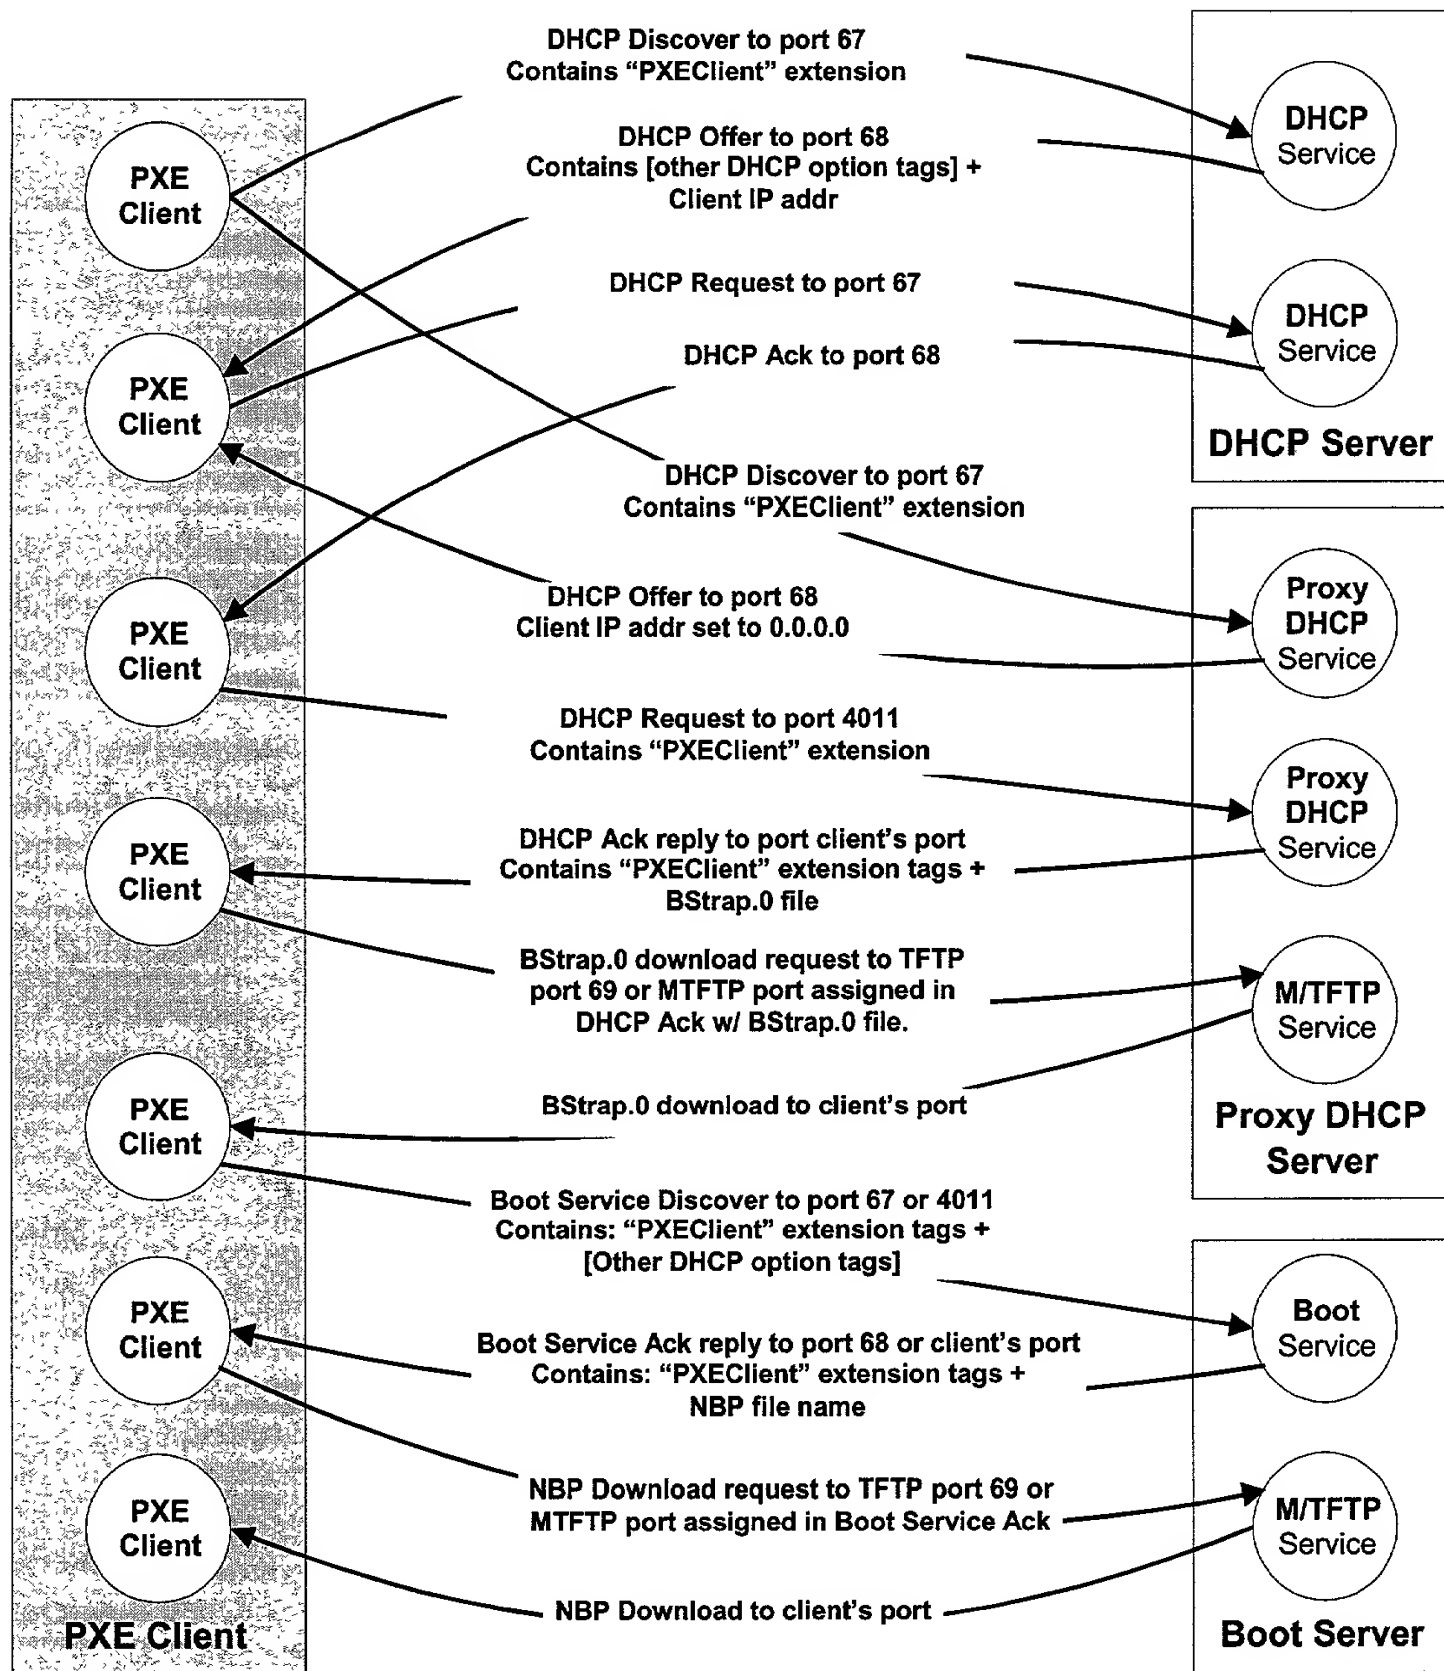 DHCP Discover to port 67
Contains “PXEClient” extension
DHCP
Service
PXE
Client
DHCP Offer to port 68
Contains [other DHCP option tags] +
Client IP addr
DHCP Request to port 67
DHCP
Service
DHCP Ack to port 68
PXE
Client
DHCP Server
DHCP Discover to port 67
Contains “PXEClient” extension
Proxy
DHCP
Service
DHCP Offer to port 68
Client IP addr set to 0.0.0.0
PXE
Client
DHCP Request to port 4011
Contains “PXEClient” extension
Proxy
DHCP
Service
DHCP Ack reply to port client’s port
Contains “PXEClient” extension tags +
BStrap.0 file
PXE
Client
BStrap.0 download request to TFTP
port 69 or MTFTP port assigned in
DHCP Ack w/ BStrap.0 file.
M/TFTP
Service
BStrap.0 download to client’s port
PXE
Client
Proxy DHCP
Server
Boot Service Discover to port 67 or 4011
Contains: “PXEClient” extension tags +
[Other DHCP option tags]
Boot
Service
PXE
Client
Boot Service Ack reply to port 68 or client’s port
Contains: “PXEClient” extension tags +
NBP file name
NBP Download request to TFTP port 69 or
MTFTP port assigned in Boot Service Ack
M/TFTP
Service
PXE
Client
NBP Download to client’s port
PXE Client
Boot Server